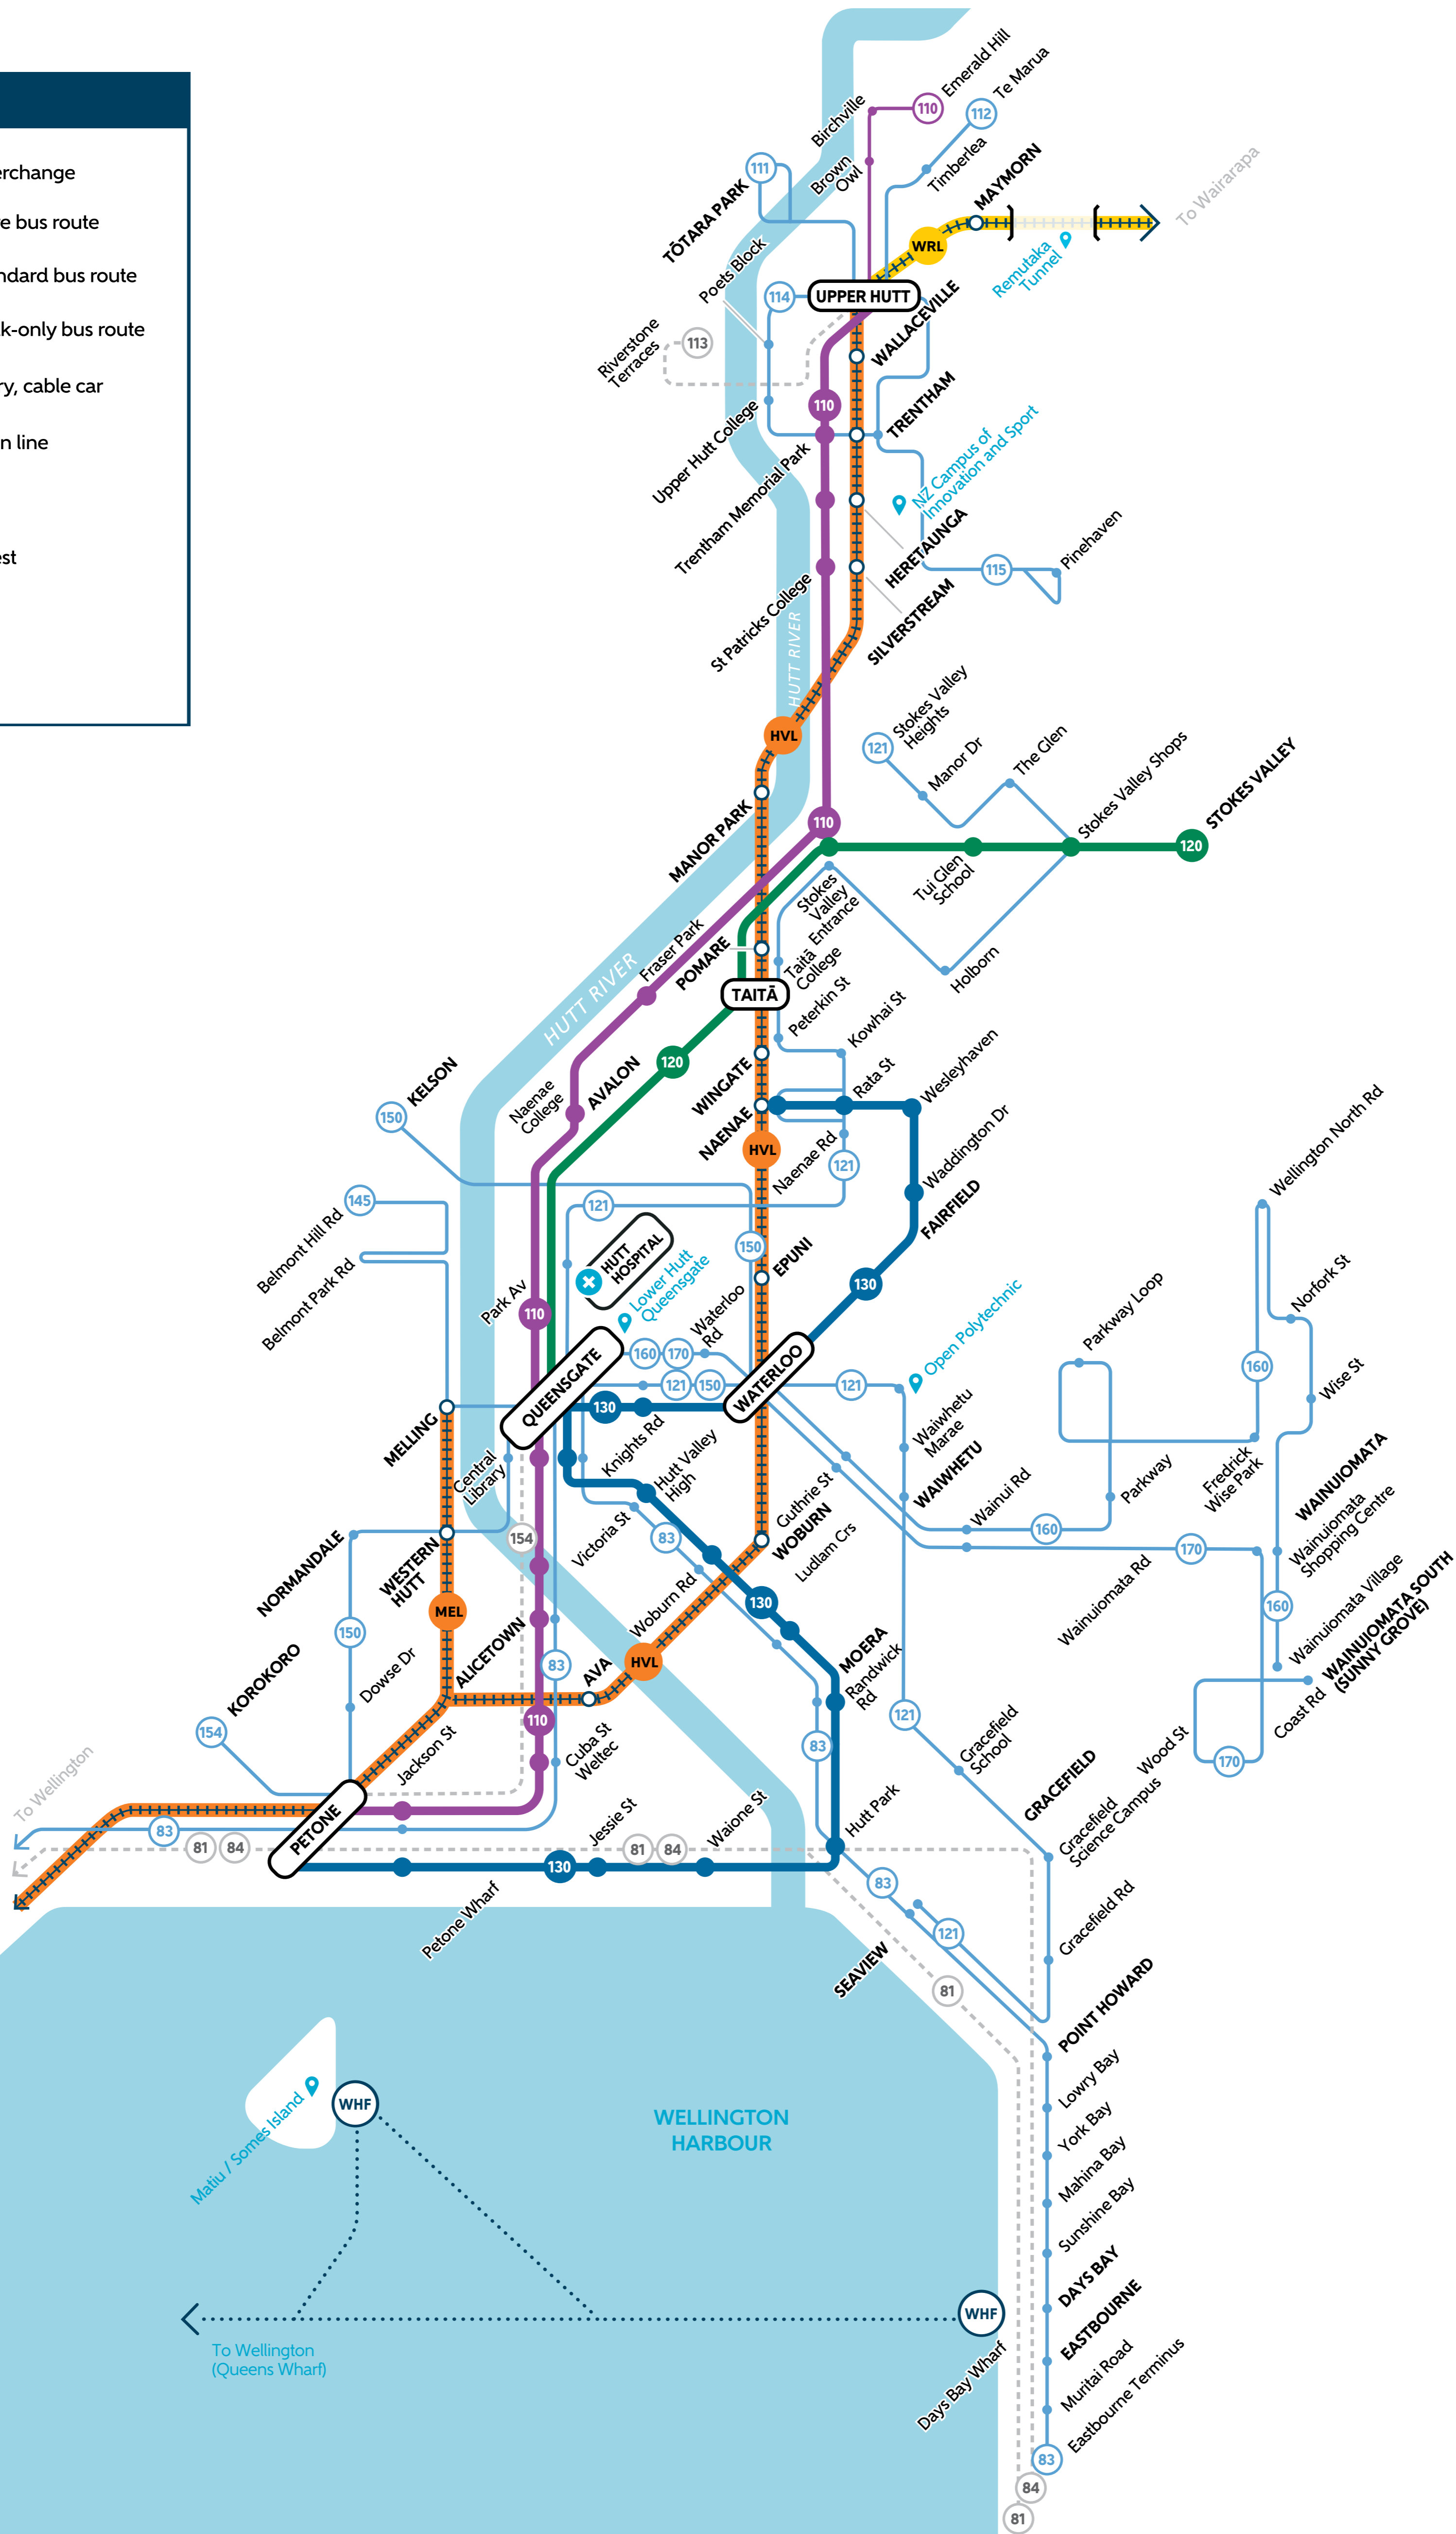 erchange
e bus route
ndard bus route
k-only bus route
ry, cable car
n line
est
Emerald Hill
110
Te Marua
112
Birchville
Brown
Owl
Timberlea
111
TŌTARA PARK
MAYMORN
To Wairarapa
WRL
Remutaka
Tunnel
Poets Block
114
UPPER HUTT
WALLACEVILLE
Riverstone
Terraces
113
110
TRENTHAM
Upper Hutt College
Trentham Memorial Park
NZ Campus of
Innovation and Sport
HERETAUNGA
115
Pinehaven
St Patricks College
SILVERSTREAM
HUTT RIVER
HVL
121
Stokes Valley
Heights
Manor Dr
The Glen
Stokes Valley Shops
STOKES VALLEY
MANOR PARK
110
120
Tui Glen
School
Stokes
Valley
Entrance
Fraser Park
POMARE
Taitā
College
Holborn
HUTT RIVER
TAITĀ
Peterkin St
Kowhai St
KELSON
150
Naenae
College
AVALON
120
WINGATE
Rata St
Wesleyhaven
NAENAE
HVL
Naenae Rd
121
Waddington Dr
Wellington North Rd
145
Belmont Hill Rd
121
FAIRFIELD
HUTT
HOSPITAL
150
EPUNI
Belmont Park Rd
Park Av
110
Lower Hutt
Queensgate
Waterloo
Rd
130
Norfork St
Parkway Loop
Open Polytechnic
160
170
WATERLOO
160
Wise St
QUEENSGATE
121
150
121
130
MELLING
Knights Rd
Waiwhetu
Marae
Central
Library
Hutt Valley
High
WAIWHETU
Fredrick
Wise Park
WAINUIOMATA
Parkway
Guthrie St
Wainui Rd
Wainuiomata
Shopping Centre
154
Victoria St
83
WOBURN
160
NORMANDALE
WESTERN
HUTT
Ludlam Crs
170
Wainuiomata Rd
Wainuiomata Village
WAINUIOMATA SOUTH
(SUNNY GROVE)
Woburn Rd
130
150
MEL
160
KOROKORO
ALICETOWN
HVL
MOERA
Dowse Dr
83
AVA
Randwick
Rd
121
Coast Rd
154
110
Gracefield
School
Wood St
Jackson St
Cuba St
Weltec
83
170
GRACEFIELD
To Wellington
PETONE
Hutt Park
Gracefield
Science Campus
83
81
84
Jessie St
81
84
Waione St
130
83
Petone Wharf
121
Gracefield Rd
SEAVIEW
81
POINT HOWARD
Lowry Bay
WHF
Matiu / Somes Island
WELLINGTON
HARBOUR
York Bay
Mahina Bay
Sunshine Bay
DAYS BAY
WHF
To Wellington
(Queens Wharf)
EASTBOURNE
Days Bay Wharf
Muritai Road
Eastbourne Terminus
83
84
81